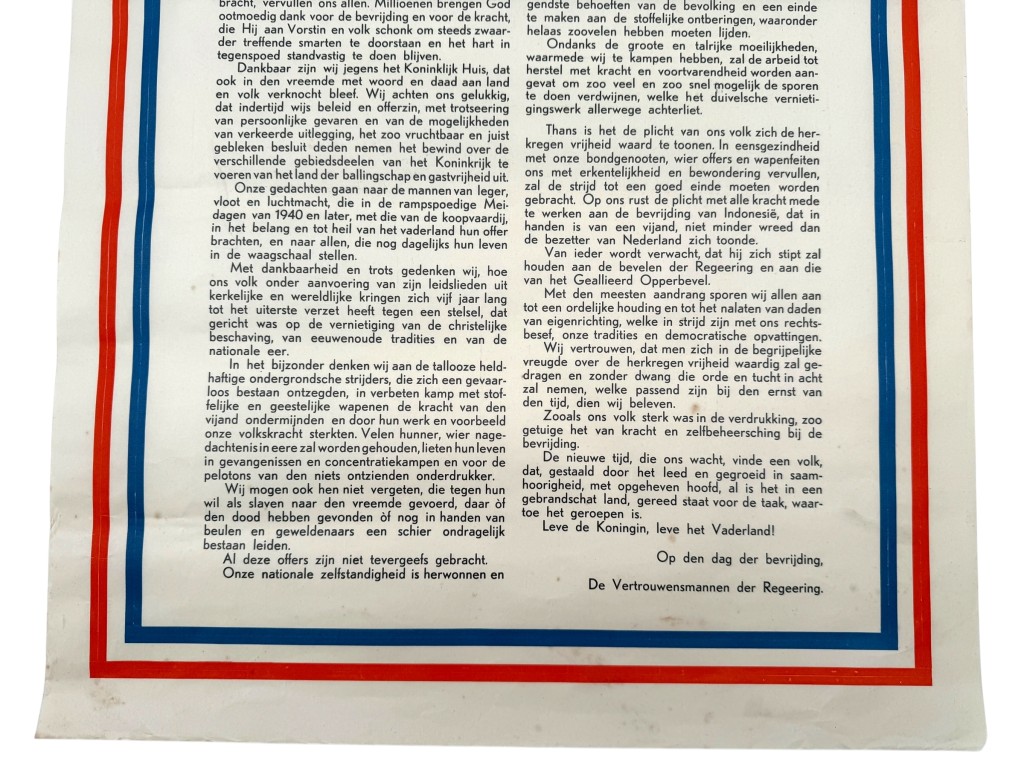 bracht, vervullen ons allen. Millioenen brengen God
ootmoedig dank voor de bevrijding en voor de kracht,
die Hij aan Vorstin en volk schonk om steeds zwaar-
der treffende smarten te doorstaan en het hart in
tegenspoed standvastig te doen blijven.
Dankbaar zijn wij jegens het Koninklijk Huis, dat
ook in den vreemde met woord en daad aan land
en volk verknocht bleef. Wij achten ons gelukkig,
dat indertijd wijs beleid en offerzin, met trotseering
van persoonlijke gevaren en van de mogelijkheden
van verkeerde uitlegging, het zoo vruchtbaar en juist
gebleken besluit deden nemen het bewind over de
verschillende gebiedsdeelen van het Koninkrijk te
voeren van het land der ballingschap en gastvrijheid uit.
Onze gedachten gaan naar de mannen van leger,
vloot en luchtmacht, die in de rampspoedige Mei-
dagen van 1940 en later, met die van de koopvaardij,
in het belang en tot heil van het vaderland hun offer
brachten, en naar allen, die nog dagelijks hun leven
in de waagschaal stellen.
Met dankbaarheid en trots gedenken wij, hoe
ons volk onder aanvoering van zijn leidslieden uit
kerkelijke en wereldlijke kringen zich vijf jaar lang
tot het uiterste verzet heeft tegen een stelsel, dat
gericht was op de vernietiging van de christelijke
beschaving, van eeuwenoude tradities en van de
nationale eer.
In het bijzonder denken wij aan de tallooze held-
haftige ondergrondsche strijders, die zich een gevaar-
loos bestaan ontzegden, in verbeten kamp met stof-
felijke en geestelijke wapenen de kracht van den
vijand ondermijnden en door hun werk en voorbeeld
onze volkskracht sterkten. Velen hunner, wier nage-
dachtenis in eere zal worden gehouden, lieten hun leven
in gevangenissen en concentratiekampen en voor de
pelotons van den niets ontzienden onderdrukker.
Wij mogen ook hen niet vergeten, die tegen hun
wil als slaven naar den vreemde gevoerd, daar òf
den dood hebben gevonden òf nog in handen van
beulen en geweldenaers een schier ondragelijk
bestaan leiden.
Al deze offers zijn niet tevergeefs gebracht.
Onze nationale zelfstandigheid is herwonnen en
gendste behoeften van de bevolking en een einde
te maken aan de stoffelijke ontberingen, waaronder
helaas zoovelen hebben moeten lijden.
Ondanks de groote en talrijke moeilijkheden,
waarmede wij te kampen hebben, zal de arbeid tot
herstel met kracht en voortvarendheid worden aan-
gevat om zoo veel en zoo snel mogelijk de sporen
te doen verdwijnen, welke het duivelsche vernieti-
gingswerk allerwege achterliet.
Thans is het de plicht van ons volk zich de her-
kregen vrijheid waard te toonen. In eensgezindheid
met onze bondgenooten, wier offers en wapenfeiten
ons met erkentelijkheid en bewondering vervullen,
zal de strijd tot een goed einde moeten worden
gebracht. Op ons rust de plicht met alle kracht mede
te werken aan de bevrijding van Indonesië, dat in
handen is van een vijand, niet minder wreed dan
de bezetter van Nederland zich toonde.
Van ieder wordt verwacht, dat hij zich stipt zal
houden aan de bevelen der Regeering en aan die
van het Geallieerd Opperbevel.
Met den meesten aandrang sporen wij allen aan
tot een ordelijke houding en tot het nalaten van daden
van eigenrichting, welke in strijd zijn met ons rechts-
besef, onze tradities en democratische opvattingen.
Wij vertrouwen, dat men zich in de begrijpelijke
vreugde over de herkregen vrijheid waardig zal ge-
dragen en zonder dwang die orde en tucht in acht
zal nemen, welke passend zijn bij den ernst van
den tijd, dien wij beleven.
Zooals ons volk sterk was in de verdrukking, zoo
getuige het van kracht en zelfbeheersching bij de
bevrijding.
De nieuwe tijd, die ons wacht, vinde een volk,
dat, gestaald door het leed en gegroeid in saam-
hoorigheid, met opgeheven hoofd, al is het in een
gebrandschat land, gereed staat voor de taak, waar-
toe het geroepen is.
Leve de Koningin, leve het Vaderland!
Op den dag der bevrijding,
De Vertrouwensmannen der Regeering.